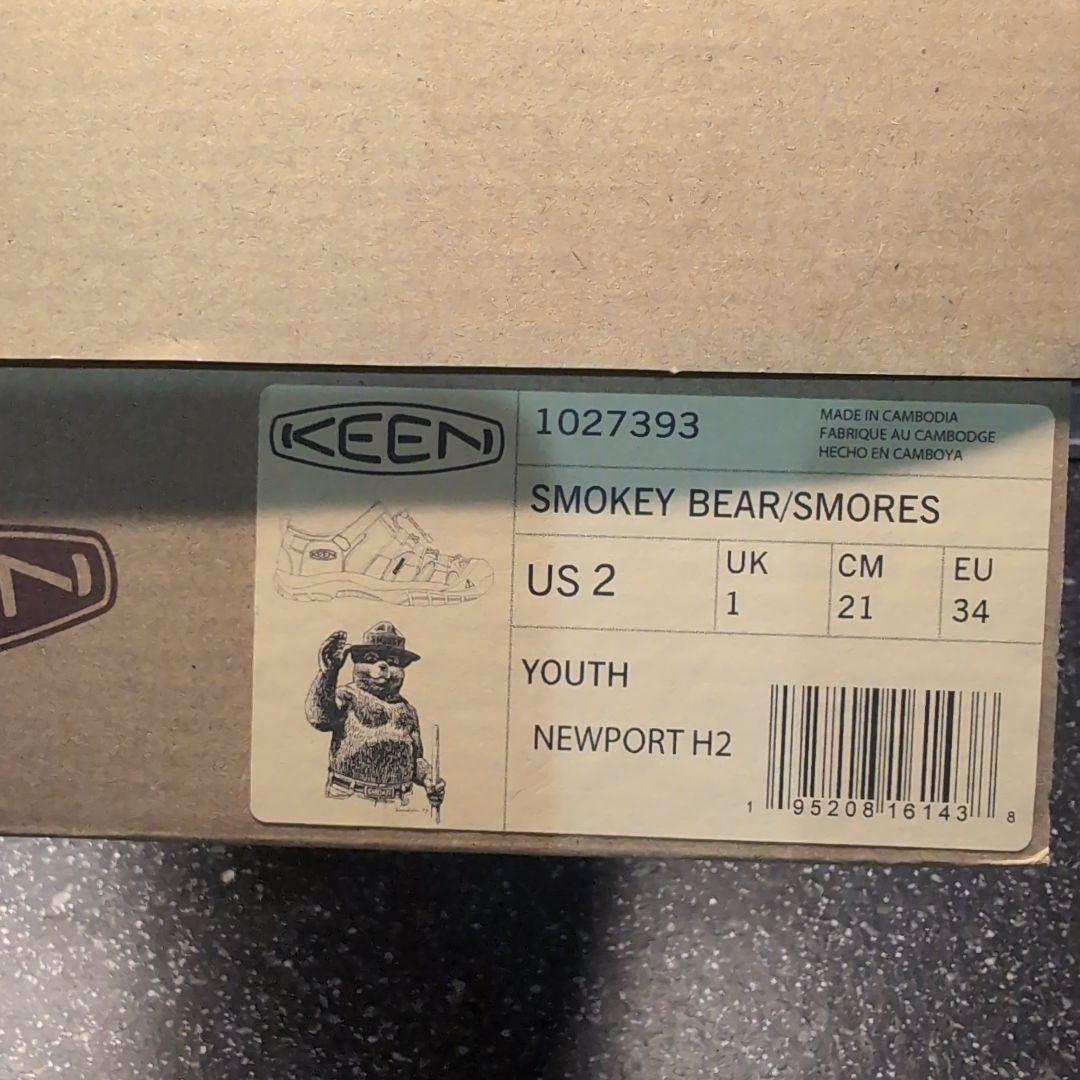 KEEN
1027393
MADE IN CAMBODIA
FABRIQUE AU CAMBODGE
HECHO EN CAMBOYA
SMOKEY BEAR/SMORES
US 2
UK
1
CM
21
EU
34
KEEN
YOUTH
NEWPORT H2
1 95208 16143 8